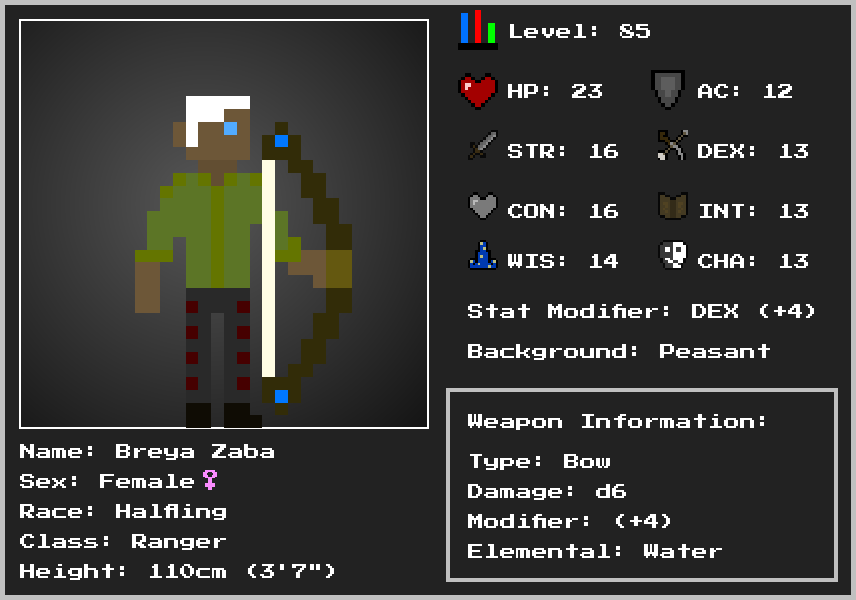 Level: 85
HP: 23
AC: 12
STR: 16
DEX: 13
CON: 16
INT: 13
WIS: 14
CHA: 13
Stat Modifier: DEX (+4)
Background: Peasant
Weapon Information:
Type: Bow
Damage: d6
Modifier: (+4)
Elemental: Water
Name: Breya Zaba
Sex: Female♀
Race: Halfling
Class: Ranger
Height: 110cm (3'7")